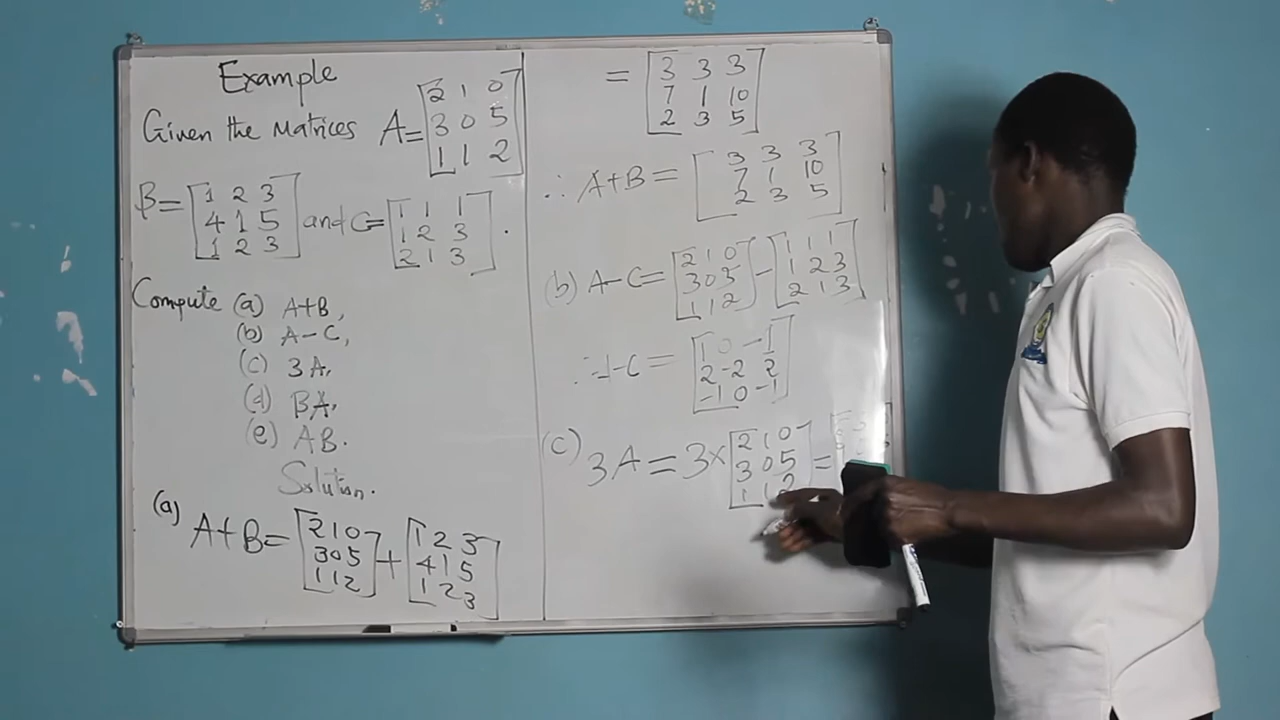 Example
Given the Matrices A= [2 1 0
3 0 5
1 1 2]
B= [1 2 3
4 1 5
1 2 3] and C= [1 1 1
1 2 3
2 1 3].
Compute (a) A+B,
(b) A-C,
(c) 3A,
(d) BA,
(e) AB.
Solution.
(a) A+B= [2 1 0
3 0 5
1 1 2] + [1 2 3
4 1 5
1 2 3]
= [3 3 3
7 1 10
2 3 5]
∴ A+B= [3 3 3
7 1 10
2 3 5]
(b) A-C= [2 1 0
3 0 5
1 1 2] - [1 1 1
1 2 3
2 1 3]
-C= [1 0 -1
2 -2 2
-1 0 -1]
(c) 3A=3× [2 1 0
3 0 5
1 1 2] =